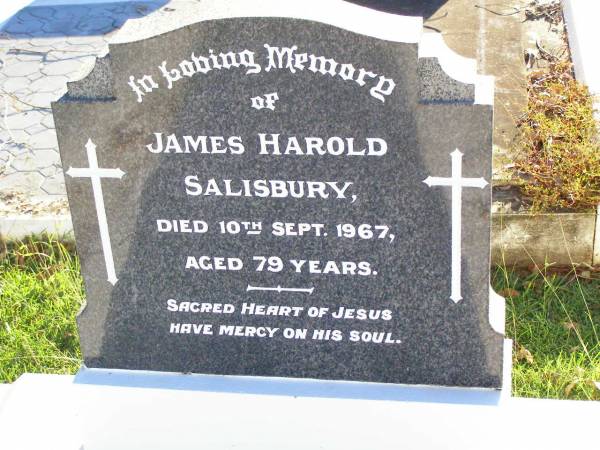 In Loving Memory
of
JAMES HAROLD
SALISBURY,
DIED 10TH SEPT. 1967,
AGED 79 YEARS.
SACRED HEART OF JESUS
HAVE MERCY ON HIS SOUL.